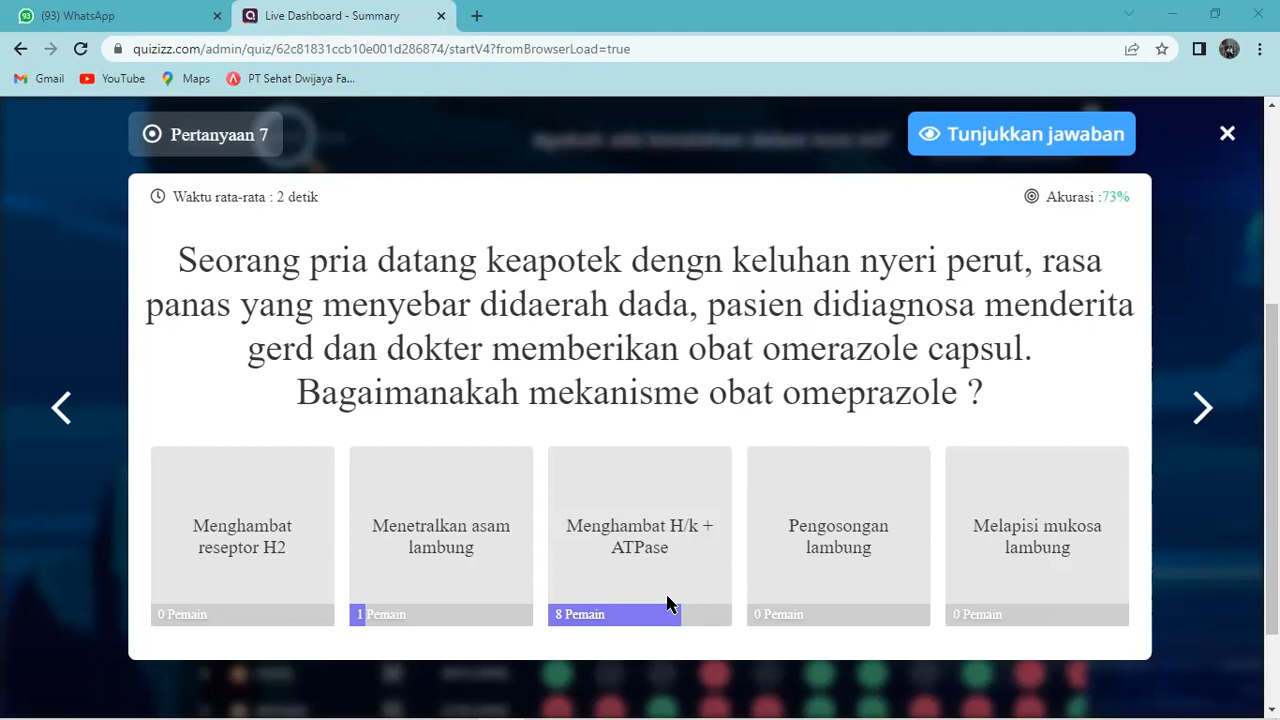 (93) WhatsApp
Live Dashboard - Summary
quizizz.com/admin/quiz/62c81831ccb10e001d286874/startV4?fromBrowserLoad=true
Gmail YouTube Maps PT Sehat Dwijaya Fa...
Pertanyaan 7
Tunjukkan jawaban
Waktu rata-rata : 2 detik
Akurasi :73%
Seorang pria datang keapotek dengn keluhan nyeri perut, rasa
panas yang menyebar didaerah dada, pasien didiagnosa menderita
gerd dan dokter memberikan obat omerazole capsul.
Bagaimanakah mekanisme obat omeprazole ?
Menghambat
reseptor H2
0 Pemain
Menetralkan asam
lambung
1 Pemain
Menghambat H/k +
ATPase
8 Pemain
Pengosongan
lambung
0 Pemain
Melapisi mukosa
lambung
0 Pemain